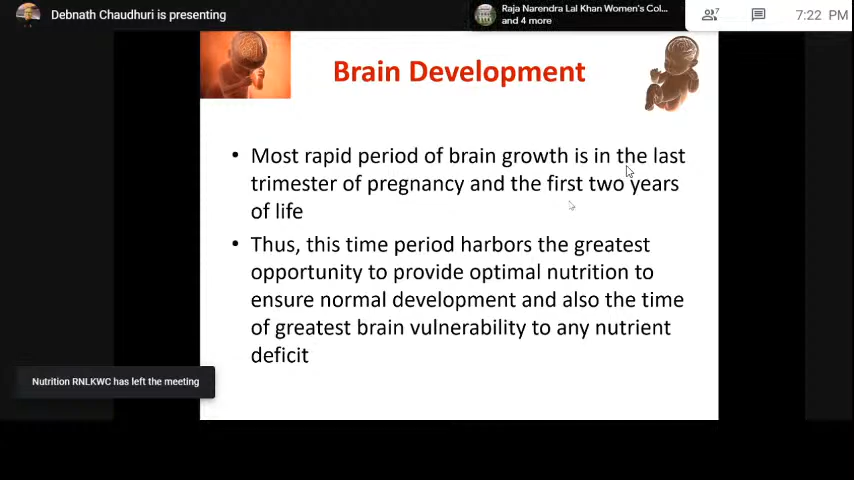 Debnath Chaudhuri is presenting
Raja Narendra Lal Khan Women's Col...
and 4 more
7
7:22 PM
Brain Development
• Most rapid period of brain growth is in the last
trimester of pregnancy and the first two years
of life
• Thus, this time period harbors the greatest
opportunity to provide optimal nutrition to
ensure normal development and also the time
of greatest brain vulnerability to any nutrient
deficit
Nutrition RNLKWC has left the meeting